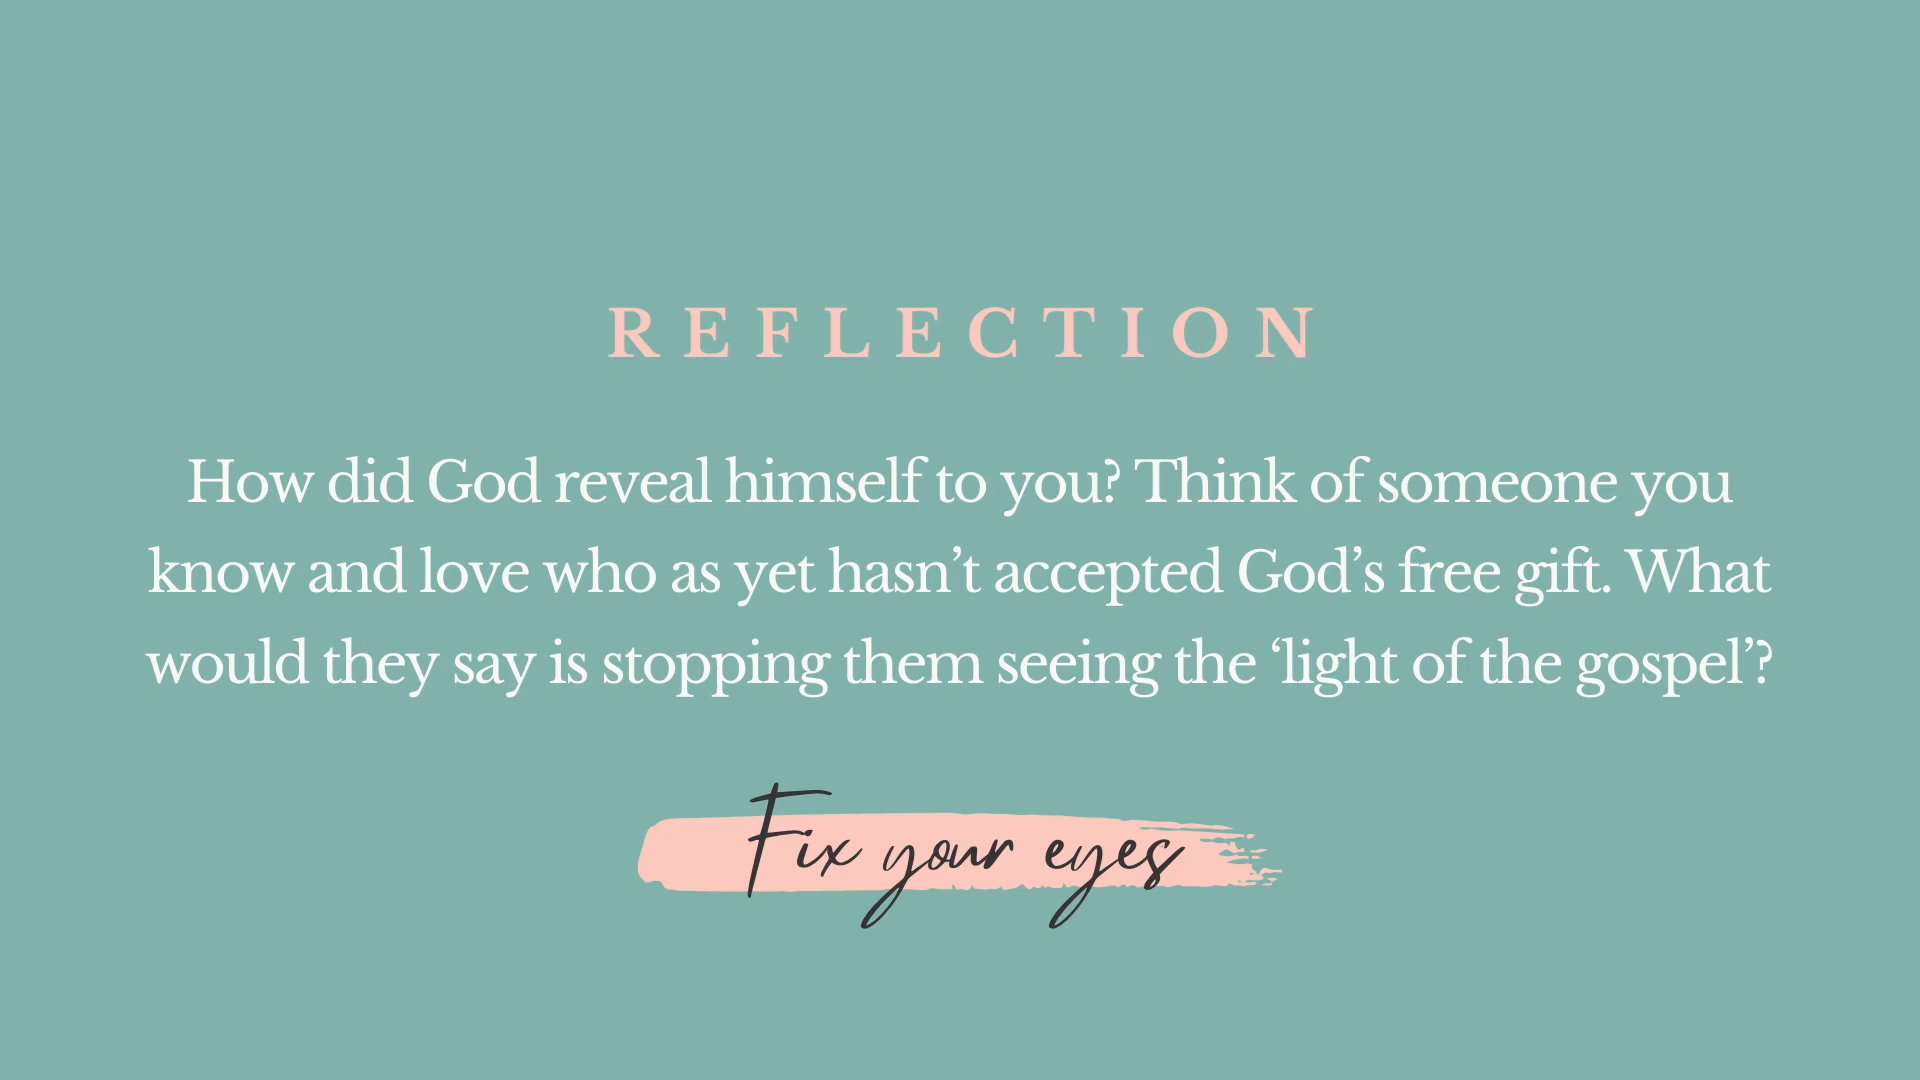 REFLECTION
How did God reveal himself to you? Think of someone you
know and love who as yet hasn’t accepted God’s free gift. What
would they say is stopping them seeing the ‘light of the gospel’?
Fix your eyes